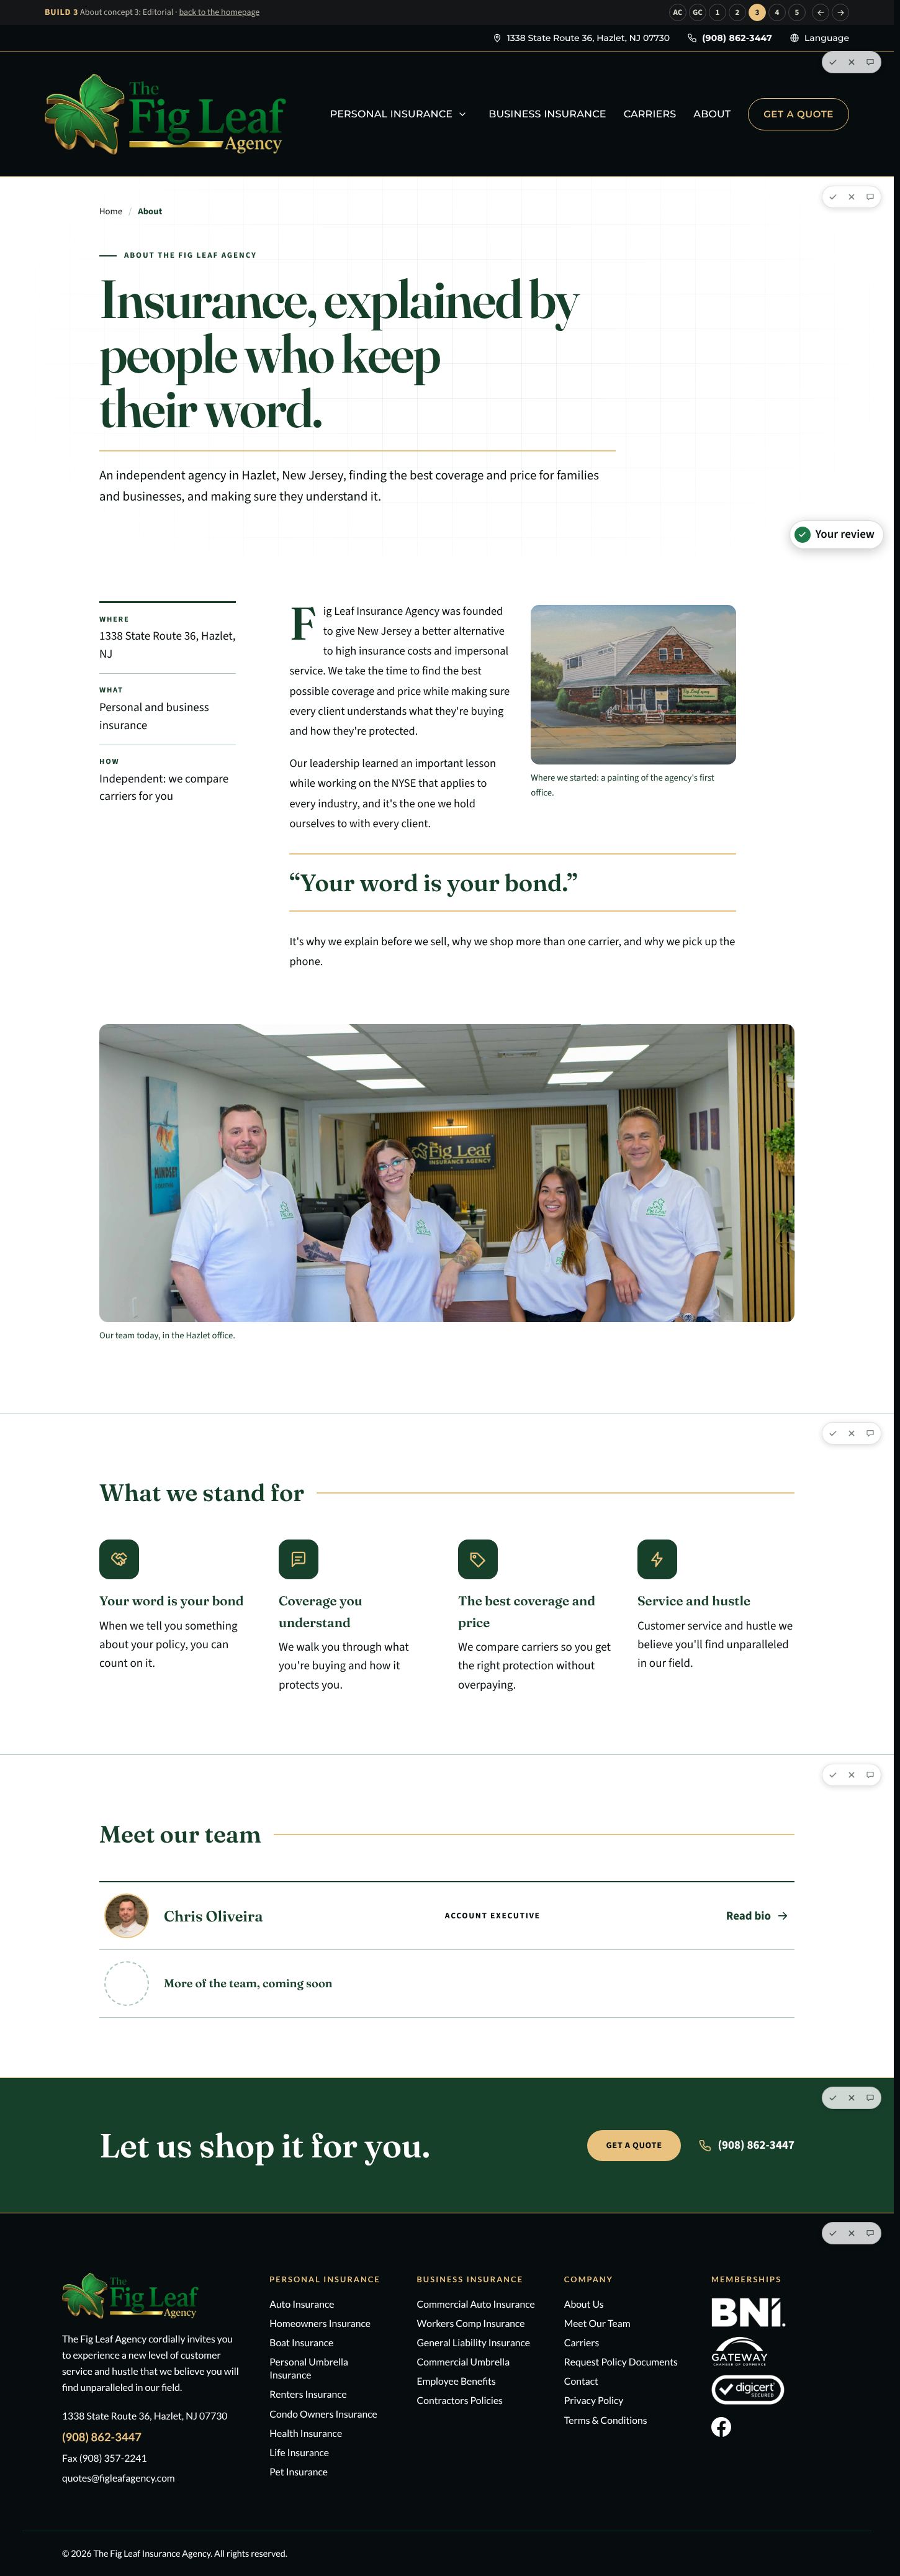 BUILD 3 About concept 3: Editorial · back to the homepage
AC GC 1 2 3 4 5
1338 State Route 36, Hazlet, NJ 07730
(908) 862-3447
Language
The
Fig Leaf
Agency
PERSONAL INSURANCE
BUSINESS INSURANCE
CARRIERS
ABOUT
GET A QUOTE
Home / About
ABOUT THE FIG LEAF AGENCY
Insurance, explained by
people who keep
their word.
An independent agency in Hazlet, New Jersey, finding the best coverage and price for families
and businesses, and making sure they understand it.
Your review
WHERE
1338 State Route 36, Hazlet,
NJ
WHAT
Personal and business
insurance
HOW
Independent: we compare
carriers for you
Fig Leaf Insurance Agency was founded
to give New Jersey a better alternative
to high insurance costs and impersonal
service. We take the time to find the best
possible coverage and price while making sure
every client understands what they're buying
and how they're protected.
Our leadership learned an important lesson
while working on the NYSE that applies to
every industry, and it's the one we hold
ourselves to with every client.
Where we started: a painting of the agency's first
office.
“Your word is your bond.”
It's why we explain before we sell, why we shop more than one carrier, and why we pick up the
phone.
MINDSET
Fig Leaf
INSURANCE AGENCY
Our team today, in the Hazlet office.
What we stand for
Your word is your bond
When we tell you something
about your policy, you can
count on it.
Coverage you
understand
We walk you through what
you're buying and how it
protects you.
The best coverage and
price
We compare carriers so you get
the right protection without
overpaying.
Service and hustle
Customer service and hustle we
believe you'll find unparalleled
in our field.
Meet our team
Chris Oliveira
ACCOUNT EXECUTIVE
Read bio
More of the team, coming soon
Let us shop it for you.
GET A QUOTE
(908) 862-3447
The
Fig Leaf
Agency
The Fig Leaf Agency cordially invites you
to experience a new level of customer
service and hustle that we believe you will
find unparalleled in our field.
1338 State Route 36, Hazlet, NJ 07730
(908) 862-3447
Fax (908) 357-2241
quotes@figleafagency.com
PERSONAL INSURANCE
Auto Insurance
Homeowners Insurance
Boat Insurance
Personal Umbrella
Insurance
Renters Insurance
Condo Owners Insurance
Health Insurance
Life Insurance
Pet Insurance
BUSINESS INSURANCE
Commercial Auto Insurance
Workers Comp Insurance
General Liability Insurance
Commercial Umbrella
Employee Benefits
Contractors Policies
COMPANY
About Us
Meet Our Team
Carriers
Request Policy Documents
Contact
Privacy Policy
Terms & Conditions
MEMBERSHIPS
BNI.
GATEWAY
CHAMBER OF COMMERCE
digicert
SECURED
© 2026 The Fig Leaf Insurance Agency. All rights reserved.